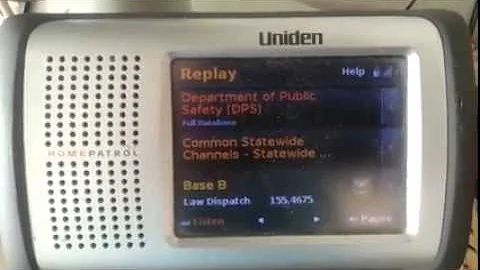 Uniden
Replay Help
Department of Public
Safety (DPS)
Full Database
Common Statewide
Channels - Statewide ...
HOMEPATROL
Base B
Law Dispatch 155.4675
Listen Pause